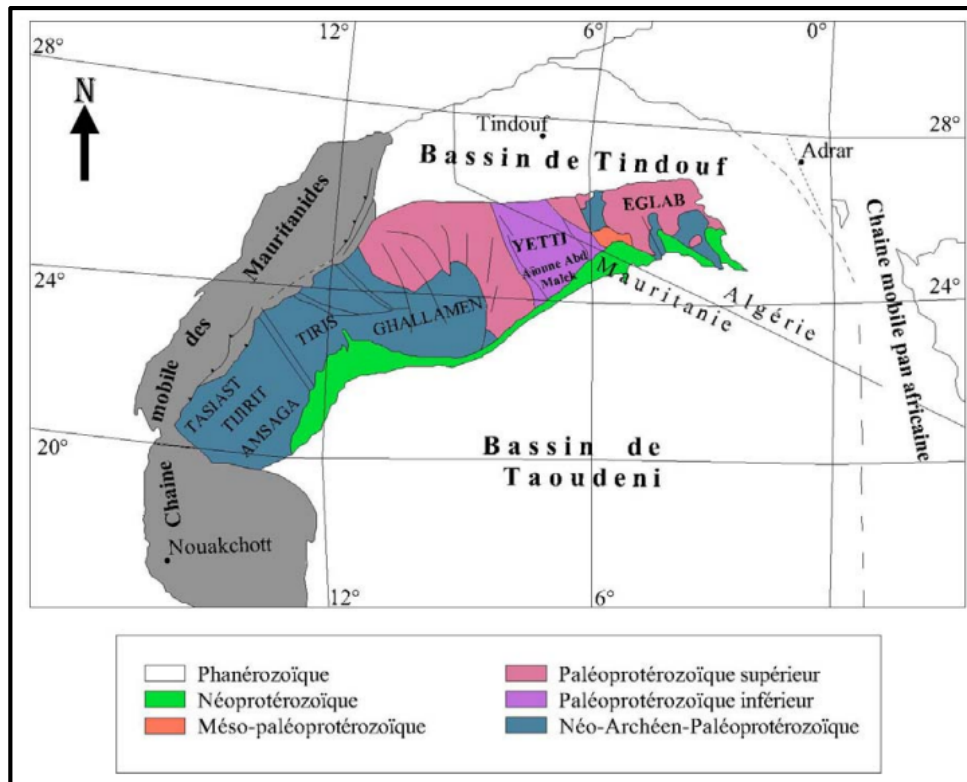 12°
6°
0°
28°
N
Tindouf
28°
Bassin de Tindouf
Adrar
EGLAB
Chaine mobile des Mauritanides
YETTI
Aioune Abd
Malek
Mauritanie
Algérie
Chaine mobile pan africaine
24°
24°
TIRIS
GHALLAMEN
TASIAST
TIJIRIT
AMSAGA
20°
Bassin de
Taoudeni
Nouakchott
12°
6°
Phanérozoïque
Néoprotérozoïque
Méso-paléoprotérozoïque
Paléoprotérozoïque supérieur
Paléoprotérozoïque inférieur
Néo-Archéen-Paléoprotérozoïque